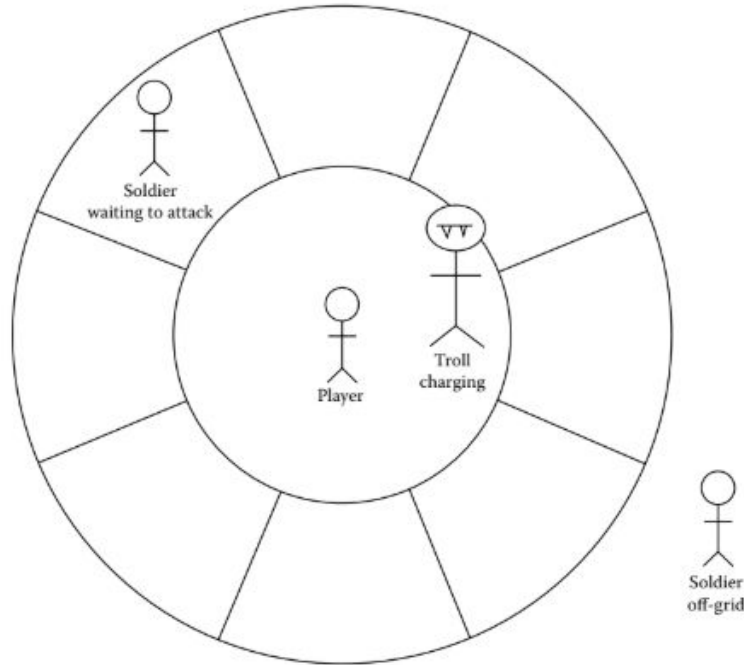 Soldier
waiting to attack
Troll
charging
Player
Soldier
off-grid